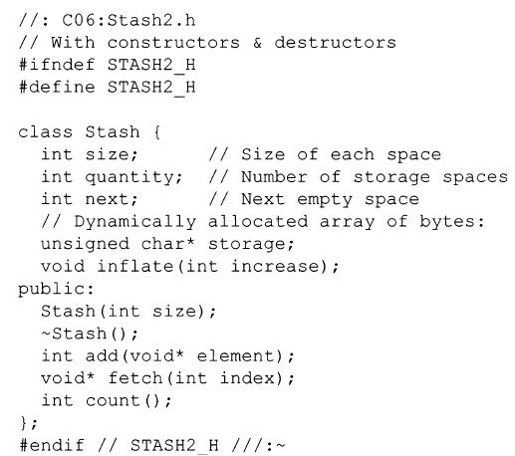 //: C06:Stash2.h
// With constructors & destructors
#ifndef STASH2_H
#define STASH2_H
class Stash {
  int size;      // Size of each space
  int quantity;  // Number of storage spaces
  int next;      // Next empty space
  // Dynamically allocated array of bytes:
  unsigned char* storage;
  void inflate(int increase);
public:
  Stash(int size);
  ~Stash();
  int add(void* element);
  void* fetch(int index);
  int count();
};
#endif // STASH2_H ///:~